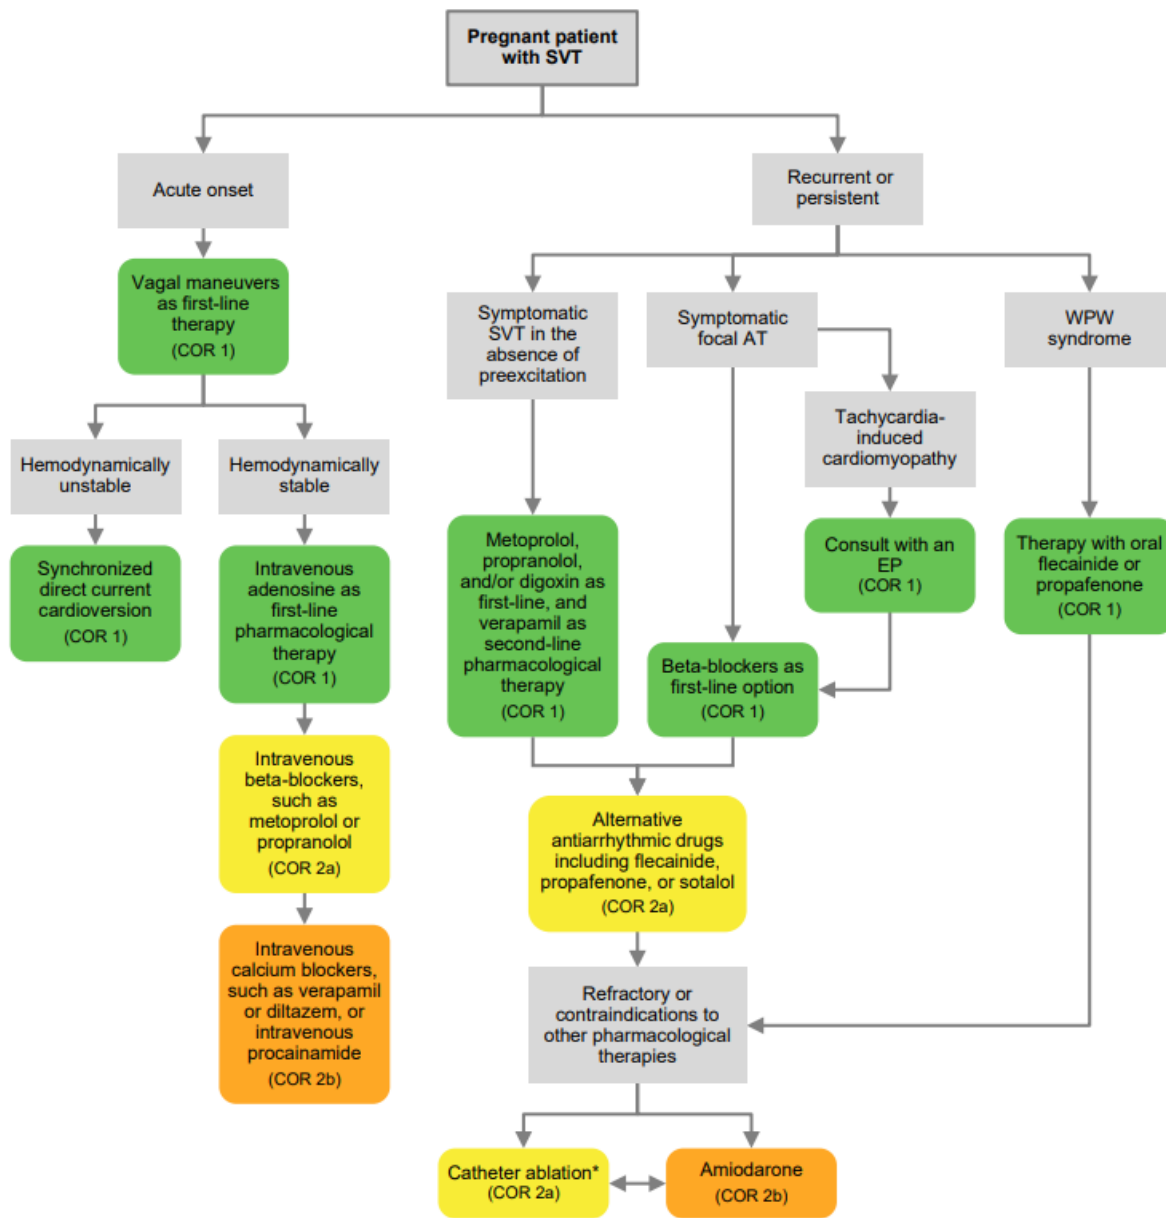 Pregnant patient
with SVT
Acute onset
Recurrent or
persistent
Vagal maneuvers
as first-line
therapy
(COR 1)
Symptomatic
SVT in the
absence of
preexcitation
Symptomatic
focal AT
WPW
syndrome
Tachycardia-
induced
cardiomyopathy
Hemodynamically
unstable
Hemodynamically
stable
Synchronized
direct current
cardioversion
(COR 1)
Intravenous
adenosine as
first-line
pharmacological
therapy
(COR 1)
Metoprolol,
propranolol,
and/or digoxin as
first-line, and
verapamil as
second-line
pharmacological
therapy
(COR 1)
Consult with an
EP
(COR 1)
Therapy with oral
flecainide or
propafenone
(COR 1)
Beta-blockers as
first-line option
(COR 1)
Intravenous
beta-blockers,
such as
metoprolol or
propranolol
(COR 2a)
Alternative
antiarrhythmic drugs
including flecainide,
propafenone, or sotalol
(COR 2a)
Intravenous
calcium blockers,
such as verapamil
or diltazem, or
intravenous
procainamide
(COR 2b)
Refractory or
contraindications to
other pharmacological
therapies
Catheter ablation*
(COR 2a)
Amiodarone
(COR 2b)